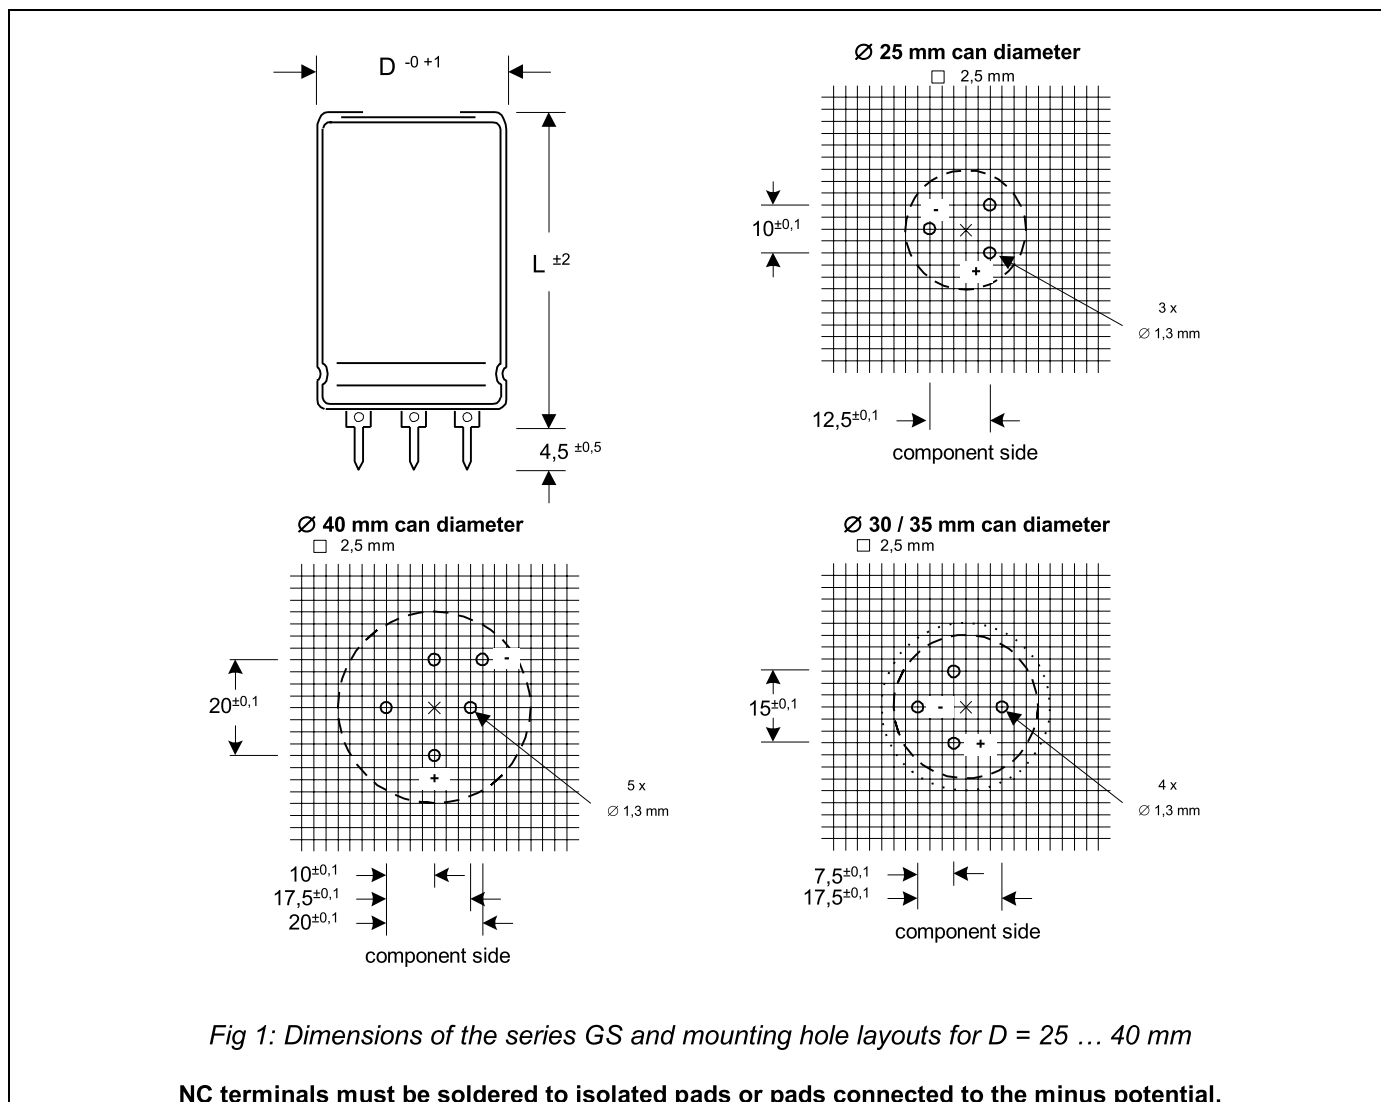 D -0 +1
L ±2
4,5 ±0,5
Ø 25 mm can diameter
□ 2,5 mm
-
10±0,1
+
3 x
Ø 1,3 mm
12,5±0,1
component side
Ø 40 mm can diameter
□ 2,5 mm
-
20±0,1
+
5 x
Ø 1,3 mm
10±0,1
17,5±0,1
20±0,1
component side
Ø 30 / 35 mm can diameter
□ 2,5 mm
15±0,1
-
+
4 x
Ø 1,3 mm
7,5±0,1
17,5±0,1
component side
Fig 1: Dimensions of the series GS and mounting hole layouts for D = 25 … 40 mm
NC terminals must be soldered to isolated pads or pads connected to the minus potential.